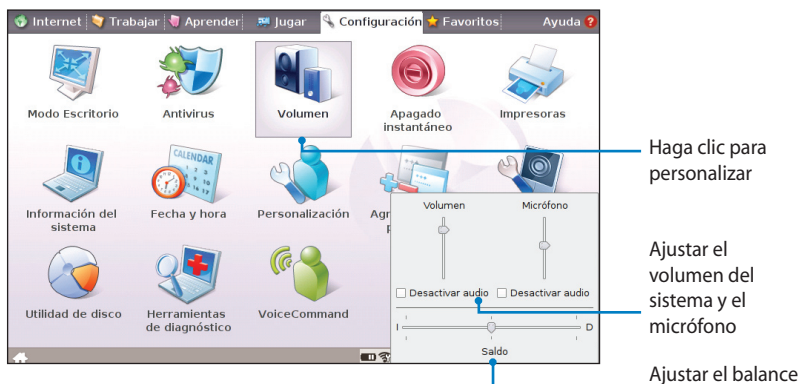 Internet Trabajar Aprender Jugar Configuración Favoritos Ayuda
Modo Escritorio Antivirus Volumen Apagado instantáneo Impresoras
Haga clic para
personalizar
CALENDAR
Información del sistema Fecha y hora Personalización
Volumen Micrófono
Desactivar audio Desactivar audio
I D
Saldo
Utilidad de disco Herramientas de diagnóstico VoiceCommand
Ajustar el
volumen del
sistema y el
micrófono
Ajustar el balance